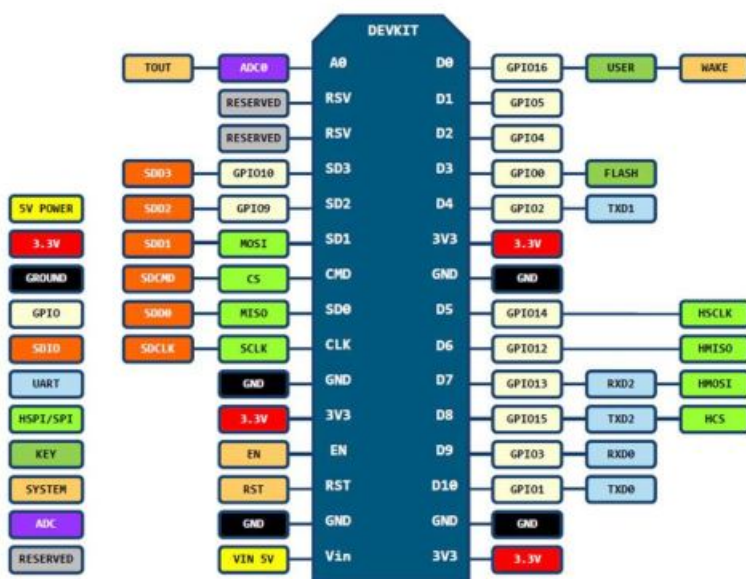 DEVKIT
TOUT ADC0 A0 D0 GPIO16 USER WAKE
RESERVED RSV D1 GPIO5
RESERVED RSV D2 GPIO4
SDD3 GPIO10 SD3 D3 GPIO0 FLASH
5V POWER SDD2 GPIO9 SD2 D4 GPIO2 TXD1
3.3V SDD1 MOSI SD1 3V3 3.3V
GROUND SDCMD CS CMD GND GND
GPIO SDD0 MISO SD0 D5 GPIO14 HSCLK
SDIO SDCLK SCLK CLK D6 GPIO12 HMISO
UART GND GND D7 GPIO13 RXD2 HMOSI
HSPI/SPI 3.3V 3V3 D8 GPIO15 TXD2 HCS
KEY EN EN D9 GPIO3 RXD0
SYSTEM RST RST D10 GPIO1 TXD0
ADC GND GND GND GND
RESERVED VIN 5V Vin 3V3 3.3V